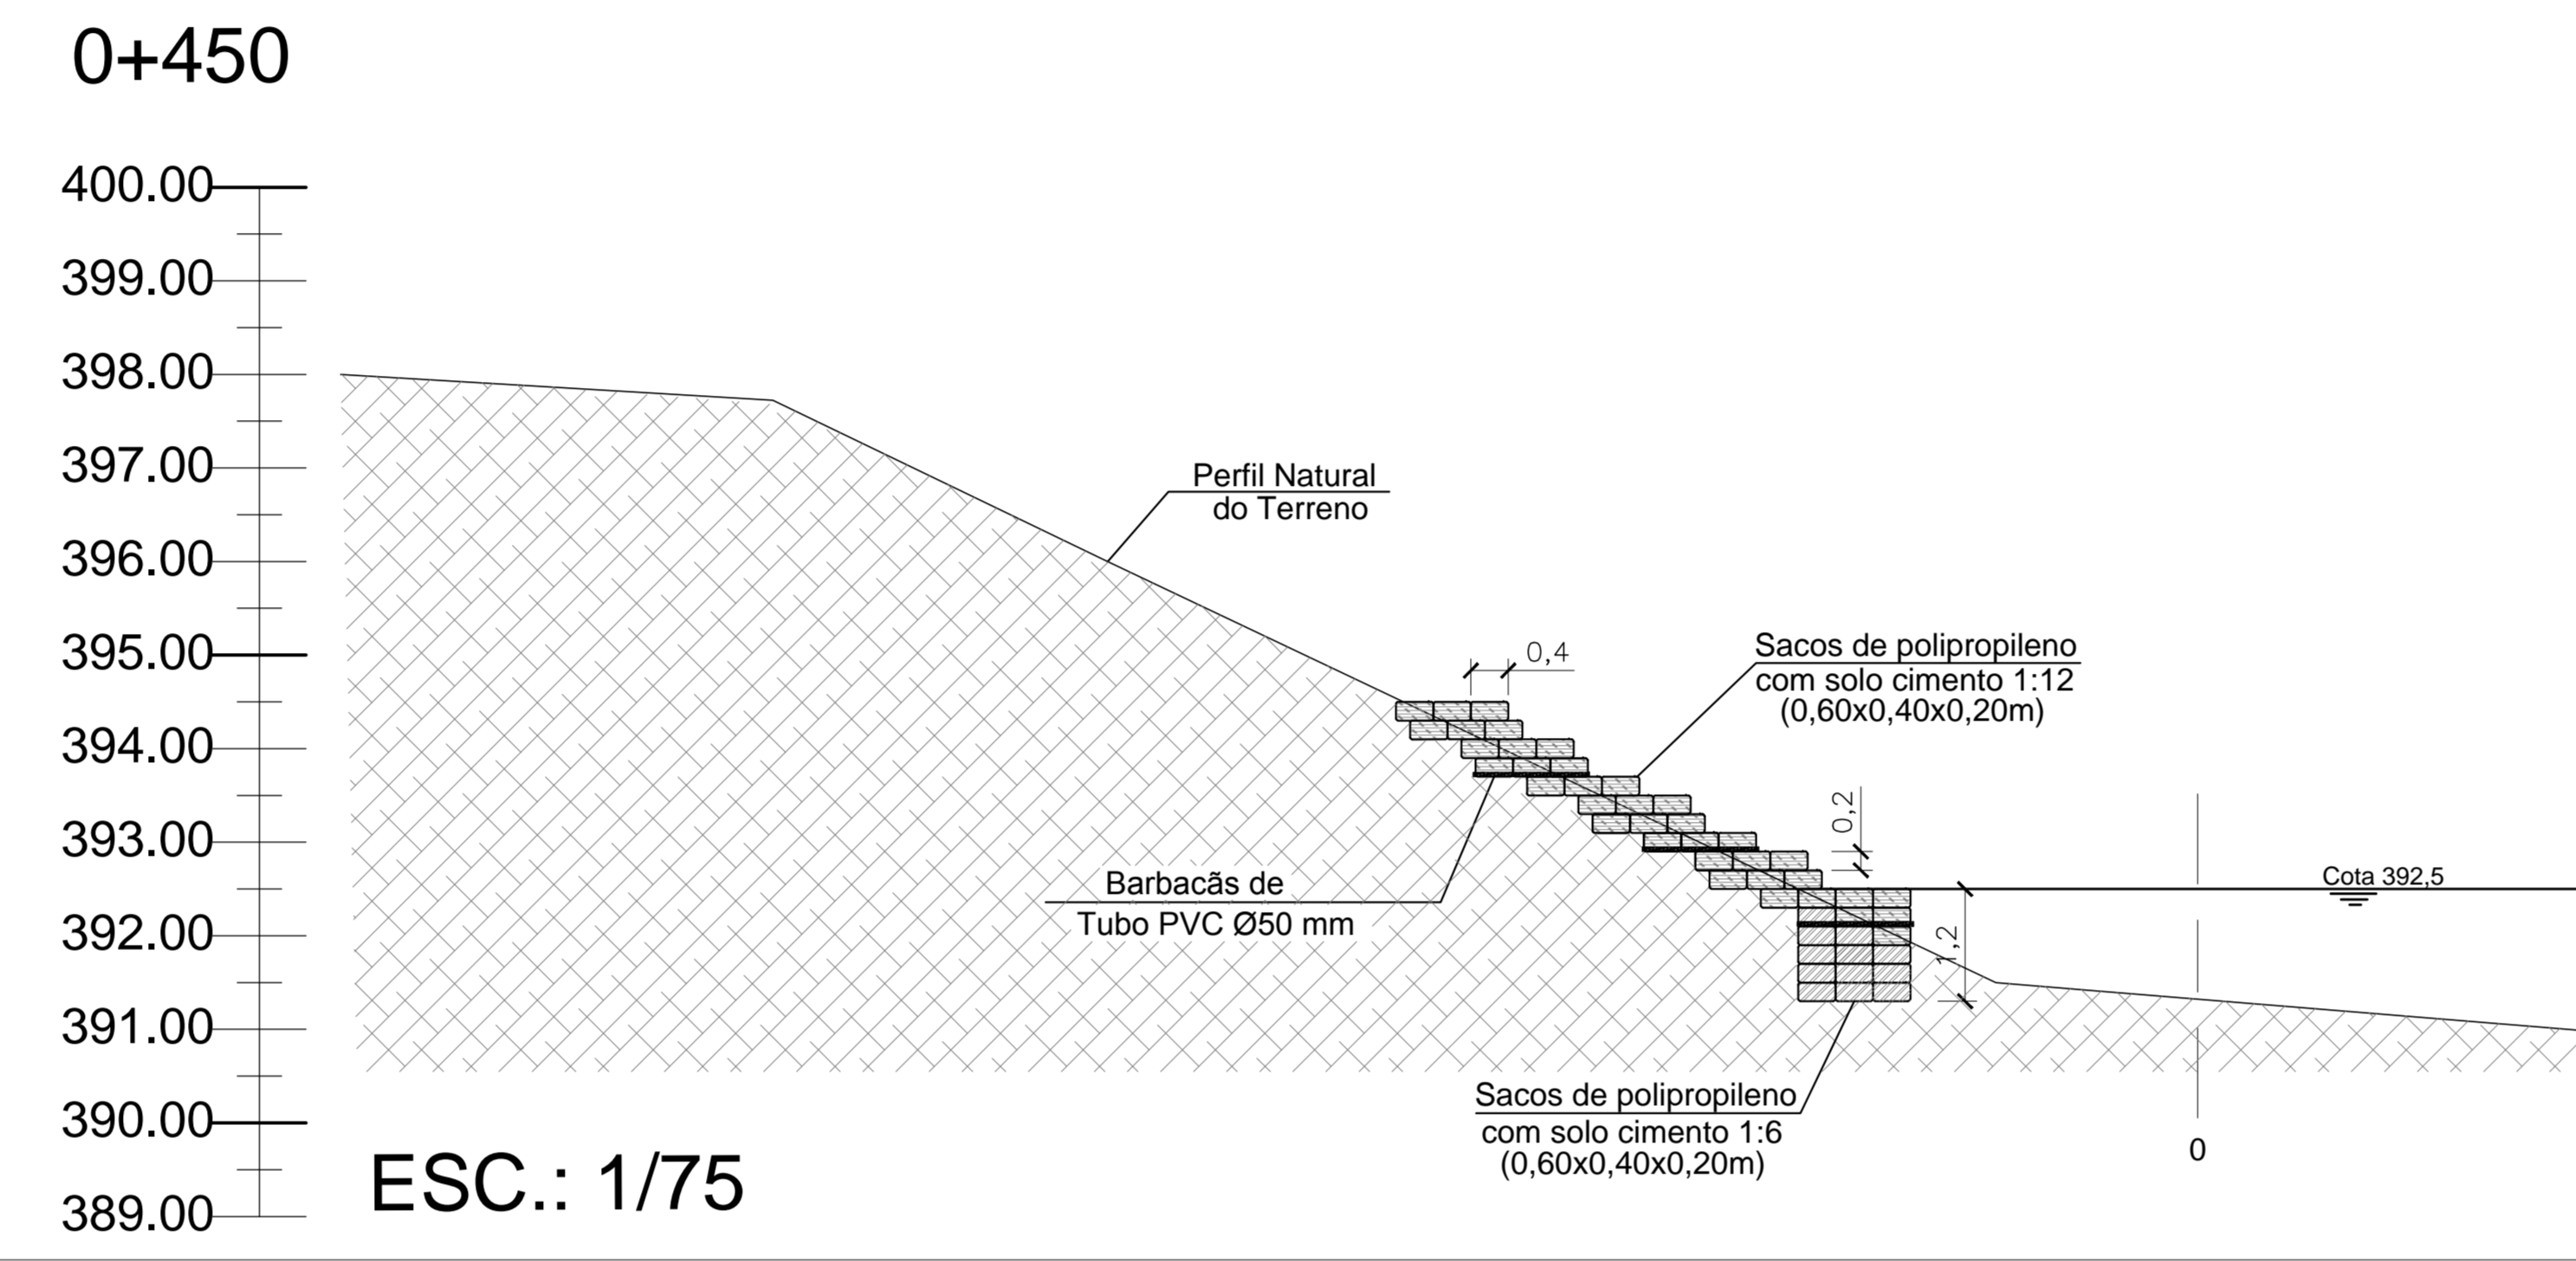 0+450
400.00
399.00
398.00
397.00
396.00
395.00
394.00
393.00
392.00
391.00
390.00
389.00
Perfil Natural
do Terreno
0,4
Sacos de polipropileno
com solo cimento 1:12
(0,60x0,40x0,20m)
0,2
Barbacãs de
Tubo PVC Ø50 mm
Cota 392,5
1,2
Sacos de polipropileno
com solo cimento 1:6
(0,60x0,40x0,20m)
0
ESC.: 1/75